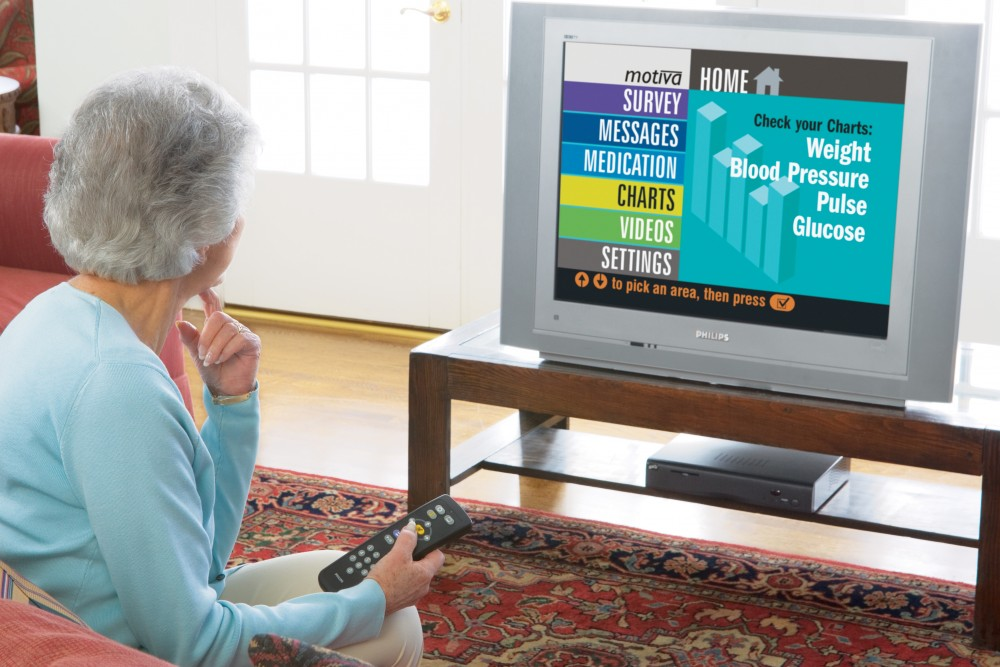 motiva
HOME
SURVEY
MESSAGES
MEDICATION
CHARTS
VIDEOS
SETTINGS
Check your Charts:
Weight
Blood Pressure
Pulse
Glucose
to pick an area, then press
PHILIPS